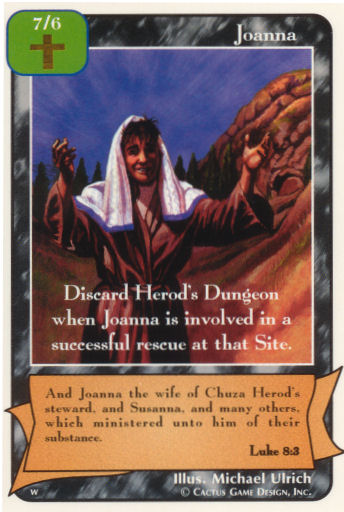 7/6
Joanna
Discard Herod's Dungeon
when Joanna is involved in a
successful rescue at that Site.
And Joanna the wife of Chuza Herod's
steward, and Susanna, and many others,
which ministered unto him of their
substance.
Luke 8:3
Illus. Michael Ulrich
W
© Cactus Game Design, Inc.